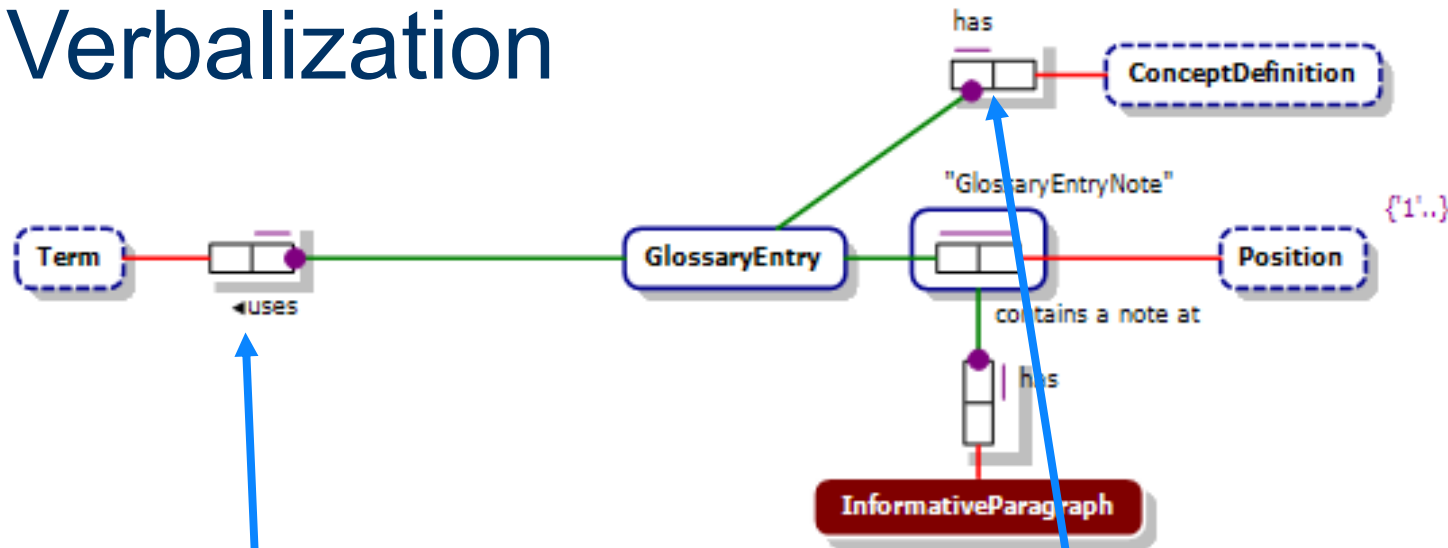 Verbalization
has
ConceptDefinition
"GlossaryEntryNote"
{'1'..}
Term
GlossaryEntry
Position
◄uses
contains a note at
has
InformativeParagraph